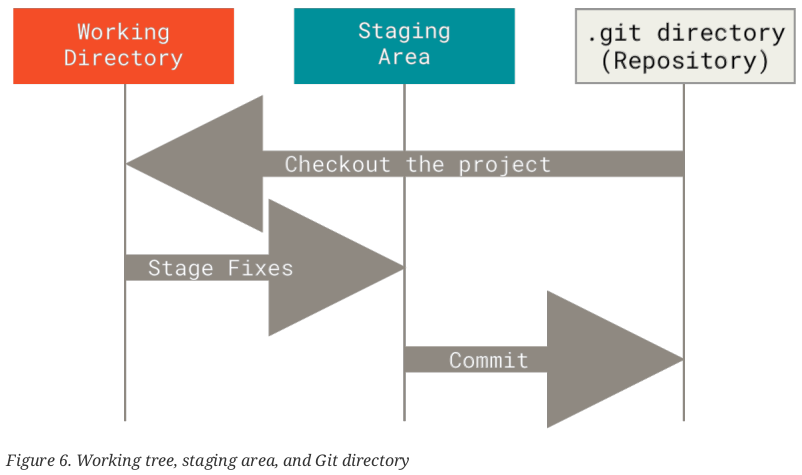 Working
Directory
Staging
Area
.git directory
(Repository)
Checkout the project
Stage Fixes
Commit
Figure 6. Working tree, staging area, and Git directory